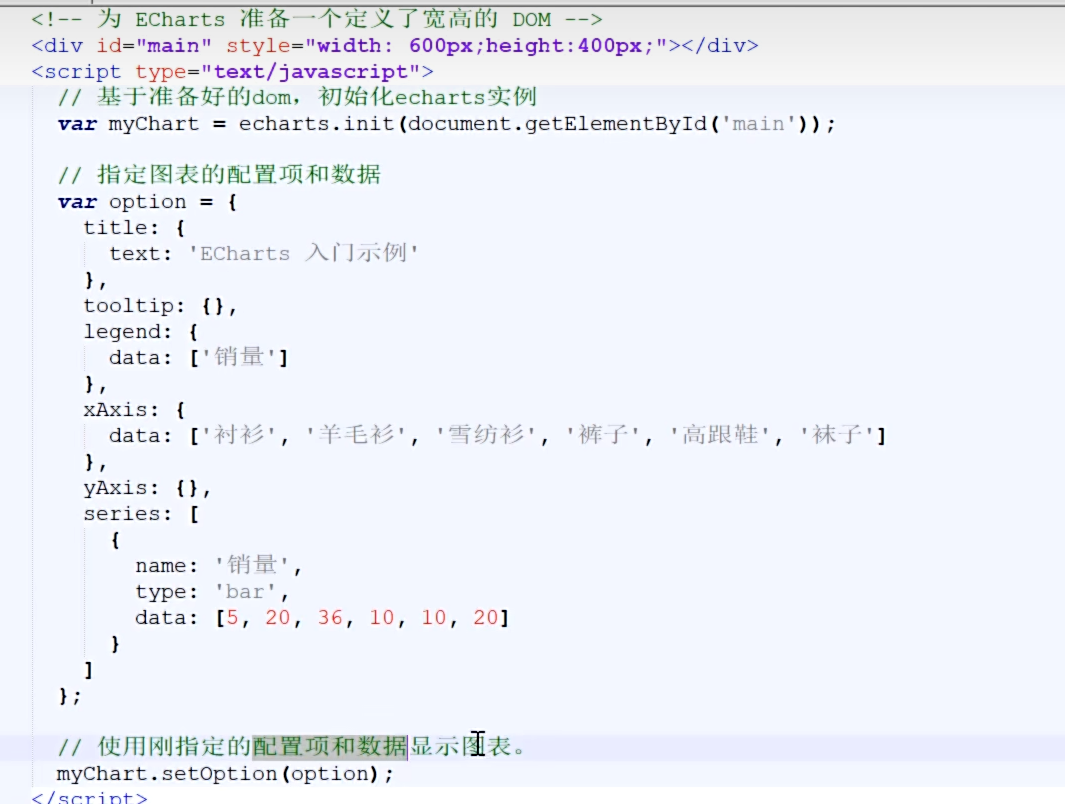 <!-- 为 ECharts 准备一个定义了宽高的 DOM -->
<div id="main" style="width: 600px;height:400px;"></div>
<script type="text/javascript">
  // 基于准备好的dom，初始化echarts实例
  var myChart = echarts.init(document.getElementById('main'));

  // 指定图表的配置项和数据
  var option = {
    title: {
      text: 'ECharts 入门示例'
    },
    tooltip: {},
    legend: {
      data: ['销量']
    },
    xAxis: {
      data: ['衬衫', '羊毛衫', '雪纺衫', '裤子', '高跟鞋', '袜子']
    },
    yAxis: {},
    series: [
      {
        name: '销量',
        type: 'bar',
        data: [5, 20, 36, 10, 10, 20]
      }
    ]
  };

  // 使用刚指定的配置项和数据显示图表。
  myChart.setOption(option);
</script>